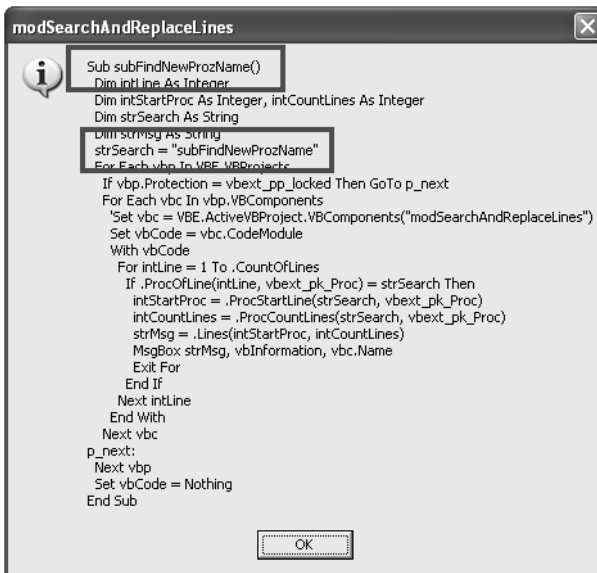 modSearchAndReplaceLines
Sub subFindNewProzName()
Dim intLine As Integer
Dim intStartProc As Integer, intCountLines As Integer
Dim strSearch As String
Dim strMsg As String
strSearch = "subFindNewProzName"
For Each vbp In VBE.VBProjects
If vbp.Protection = vbext_pp_locked Then GoTo p_next
For Each vbc In vbp.VBComponents
'Set vbc = VBE.ActiveVBProject.VBComponents("modSearchAndReplaceLines")
Set vbCode = vbc.CodeModule
With vbCode
For intLine = 1 To .CountOfLines
If .ProcOfLine(intLine, vbext_pk_Proc) = strSearch Then
intStartProc = .ProcStartLine(strSearch, vbext_pk_Proc)
intCountLines = .ProcCountLines(strSearch, vbext_pk_Proc)
strMsg = .Lines(intStartProc, intCountLines)
MsgBox strMsg, vbInformation, vbc.Name
Exit For
End If
Next intLine
End With
Next vbc
p_next:
Next vbp
Set vbCode = Nothing
End Sub
OK